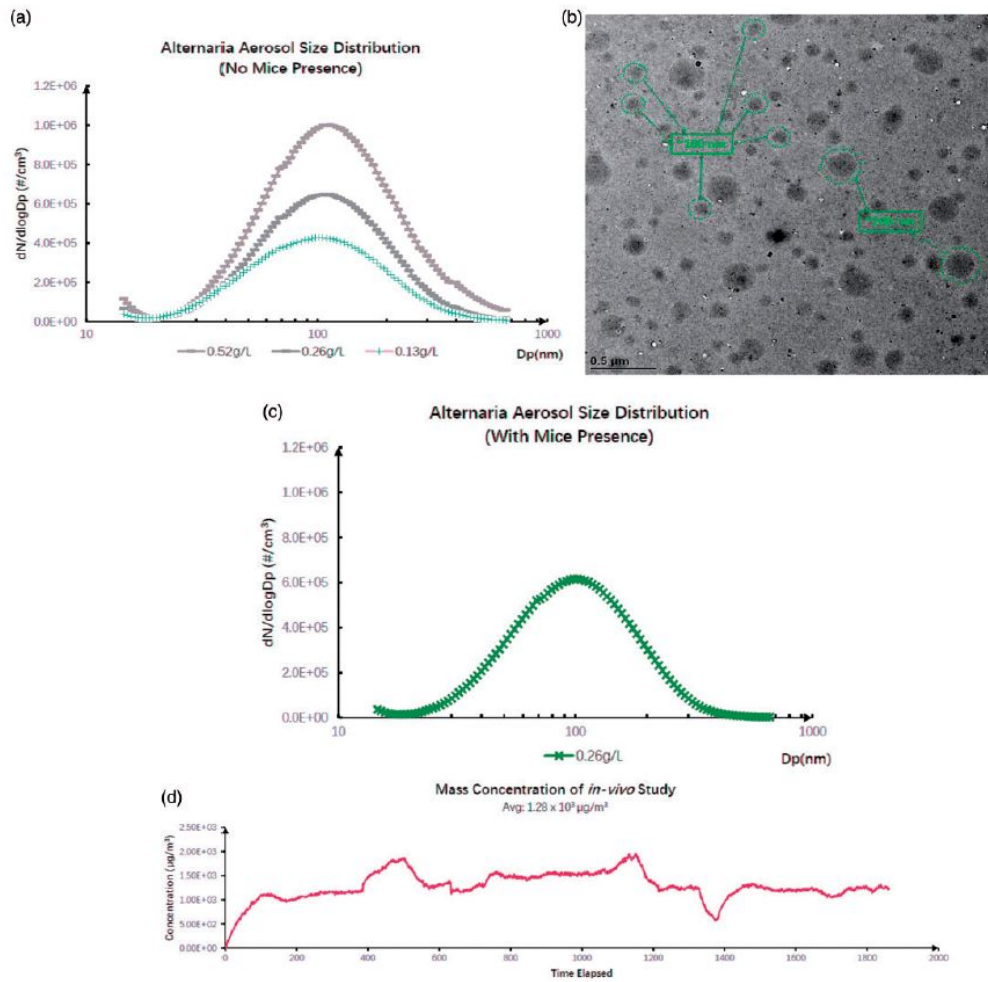 (a)
Alternaria Aerosol Size Distribution
(No Mice Presence)
dN/dlogDp (#/cm³)
1.2E+06
1.0E+06
8.0E+05
6.0E+05
4.0E+05
2.0E+05
0.0E+00
10
100
1000
Dp(nm)
0.52g/L
0.26g/L
0.13g/L
(b)
0.5 μm
(c)
Alternaria Aerosol Size Distribution
(With Mice Presence)
dN/dlogDp (#/cm³)
1.2E+06
1.0E+06
8.0E+05
6.0E+05
4.0E+05
2.0E+05
0.0E+00
10
100
1000
Dp(nm)
0.26g/L
(d)
Mass Concentration of in-vivo Study
Avg: 1.28 x 10³ μg/m³
Concentration (μg/m³)
2.50E+03
2.00E+03
1.50E+03
1.00E+03
5.00E+02
0.00E+00
0
200
400
600
800
1000
1200
1400
1600
1800
2000
Time Elapsed